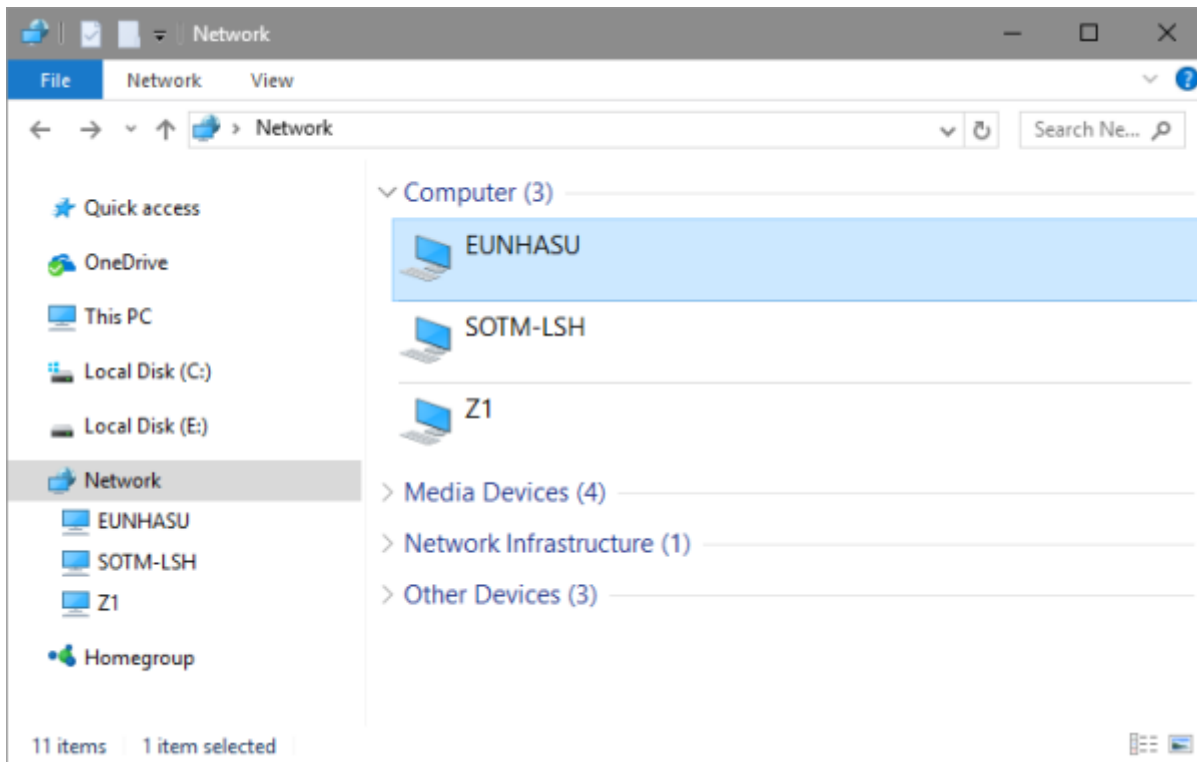 Network
File Network View
Network Search Ne...
Quick access
OneDrive
This PC
Local Disk (C:)
Local Disk (E:)
Network
EUNHASU
SOTM-LSH
Z1
Homegroup
Computer (3)
EUNHASU
SOTM-LSH
Z1
Media Devices (4)
Network Infrastructure (1)
Other Devices (3)
11 items 1 item selected